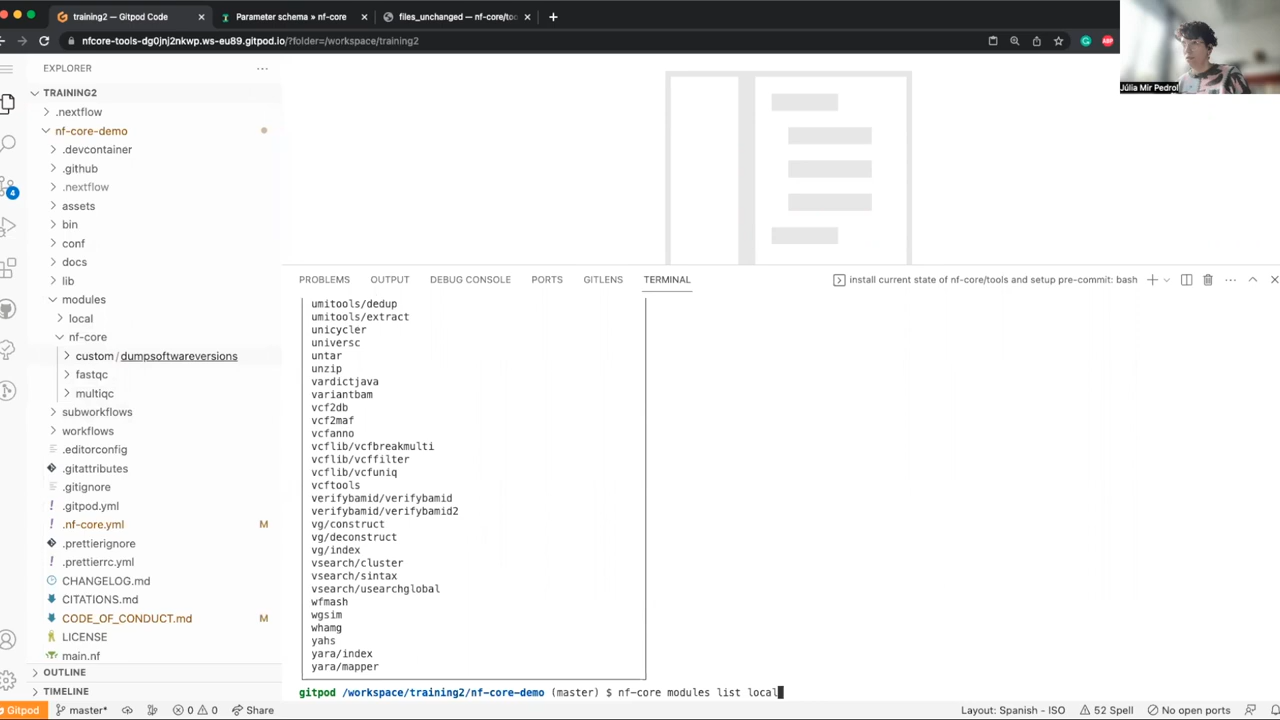 training2 — Gitpod Code
Parameter schema » nf-core
files_unchanged — nf-core/too
nfcore-tools-dg0jnj2nkwp.ws-eu89.gitpod.io/?folder=/workspace/training2
ABP
Júlia Mir Pedrol
EXPLORER
TRAINING2
.nextflow
nf-core-demo
.devcontainer
.github
.nextflow
assets
bin
conf
docs
lib
modules
local
nf-core
custom / dumpsoftwareversions
fastqc
multiqc
subworkflows
workflows
.editorconfig
.gitattributes
.gitignore
.gitpod.yml
.nf-core.yml M
.prettierignore
.prettierrc.yml
CHANGELOG.md
CITATIONS.md
CODE_OF_CONDUCT.md M
LICENSE
main.nf
OUTLINE
TIMELINE
4
PROBLEMS OUTPUT DEBUG CONSOLE PORTS GITLENS TERMINAL
install current state of nf-core/tools and setup pre-commit: bash
umitools/dedup
umitools/extract
unicycler
universc
untar
unzip
vardictjava
variantbam
vcf2db
vcf2maf
vcfanno
vcflib/vcfbreakmulti
vcflib/vcffilter
vcflib/vcfuniq
vcftools
verifybamid/verifybamid
verifybamid/verifybamid2
vg/construct
vg/deconstruct
vg/index
vsearch/cluster
vsearch/sintax
vsearch/usearchglobal
wfmash
wgsim
whamg
yahs
yara/index
yara/mapper
gitpod /workspace/training2/nf-core-demo (master) $ nf-core modules list local
Gitpod master* 0 0 Share Layout: Spanish - ISO 52 Spell No open ports